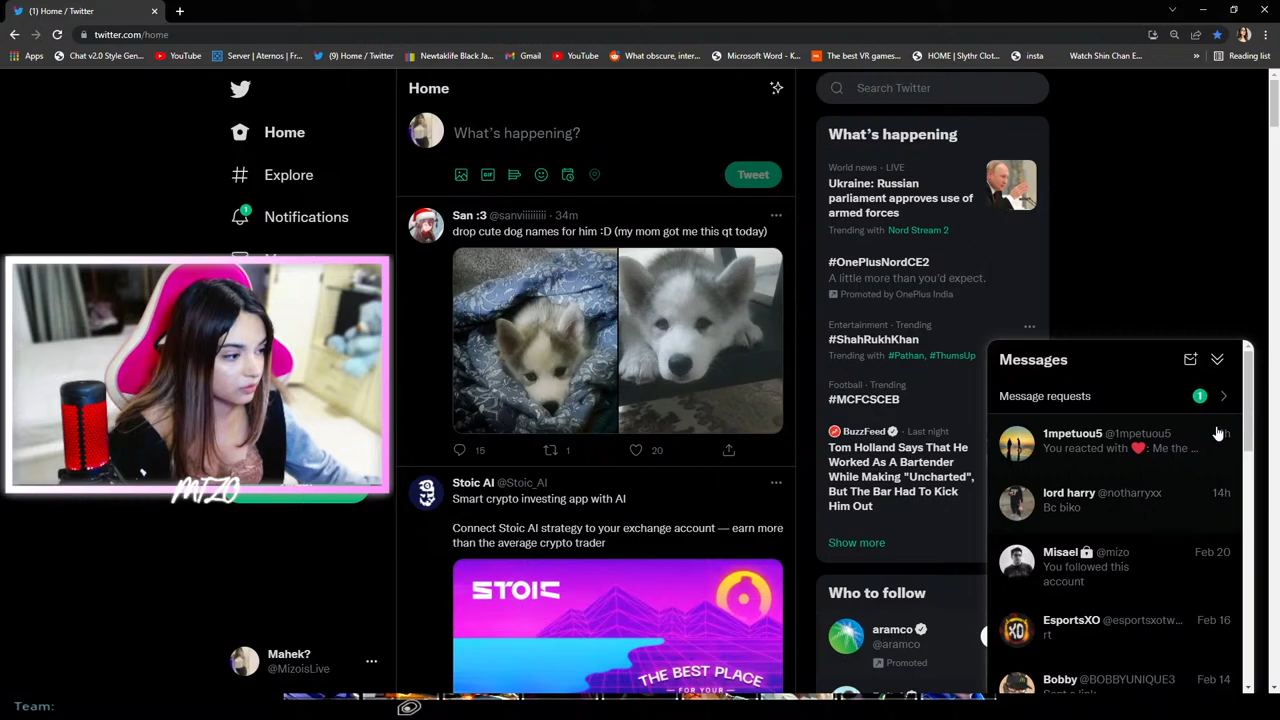 (1) Home / Twitter
twitter.com/home
Apps
Chat v2.0 Style Gen...
YouTube
Server | Aternos | Fr...
(9) Home / Twitter
Newtaklife Black Ja...
Gmail
YouTube
What obscure, inter...
Microsoft Word - K...
The best VR games...
HOME | Slythr Clot...
insta
Watch Shin Chan E...
»
Reading list
Home
Explore
1
Notifications
MIZO
Mahek?
@MizoisLive
Team:
Home
What's happening?
GIF
Tweet
San :3 @sanviiiiiiiiii · 34m
drop cute dog names for him :D (my mom got me this qt today)
15
1
20
Stoic AI @Stoic_AI
Smart crypto investing app with AI
Connect Stoic AI strategy to your exchange account — earn more
than the average crypto trader
STOIC
THE BEST PLACE
– FOR YOUR –
Search Twitter
What's happening
World news · LIVE
Ukraine: Russian
parliament approves use of
armed forces
Trending with Nord Stream 2
#OnePlusNordCE2
A little more than you'd expect.
Promoted by OnePlus India
Entertainment · Trending
#ShahRukhKhan
Trending with #Pathan, #ThumsUp
Football · Trending
#MCFCSCEB
BuzzFeed · Last night
Tom Holland Says That He
Worked As A Bartender
While Making "Uncharted",
But The Bar Had To Kick
Him Out
Show more
Who to follow
aramco
@aramco
Promoted
Messages
Message requests
1
1mpetuou5 @1mpetuou5
You reacted with ❤️: Me the ...
lord harry @notharryxx 14h
Bc biko
Misael @mizo Feb 20
You followed this
account
EsportsXO @esportsxotw... Feb 16
rt
Bobby @BOBBYUNIQUE3 Feb 14
Sent a link